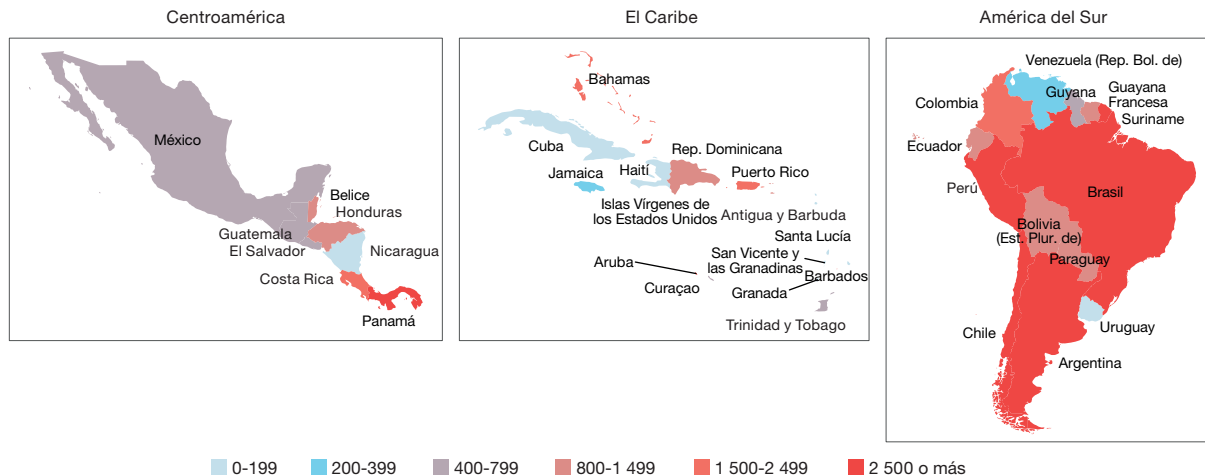 Centroamérica
México
Belice
Honduras
Guatemala
El Salvador
Nicaragua
Costa Rica
Panamá
El Caribe
Bahamas
Cuba
Haití
Rep. Dominicana
Jamaica
Puerto Rico
Islas Vírgenes
de los Estados Unidos
Antigua y Barbuda
Santa Lucía
San Vicente y
las Granadinas
Aruba
Barbados
Curaçao
Granada
Trinidad y Tobago
América del Sur
Venezuela (Rep. Bol. de)
Guyana
Guayana
Francesa
Colombia
Suriname
Ecuador
Perú
Brasil
Bolivia
(Est. Plur. de)
Paraguay
Chile
Uruguay
Argentina
0-199
200-399
400-799
800-1 499
1 500-2 499
2 500 o más